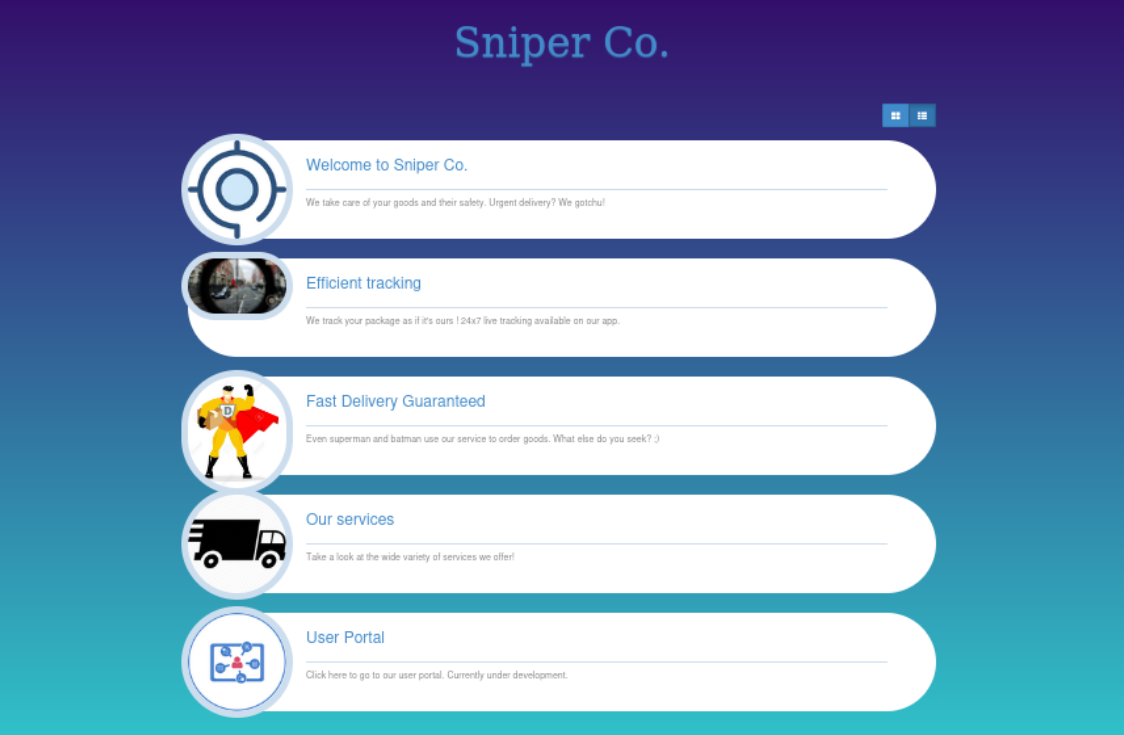 Sniper Co.
Welcome to Sniper Co.
We take care of your goods and their safety. Urgent delivery? We gotchu!
Efficient tracking
We track your package as if it's ours ! 24x7 live tracking available on our app.
Fast Delivery Guaranteed
D
Even superman and batman use our service to order goods. What else do you seek? ;)
Our services
Take a look at the wide variety of services we offer!
User Portal
Click here to go to our user portal. Currently under development.